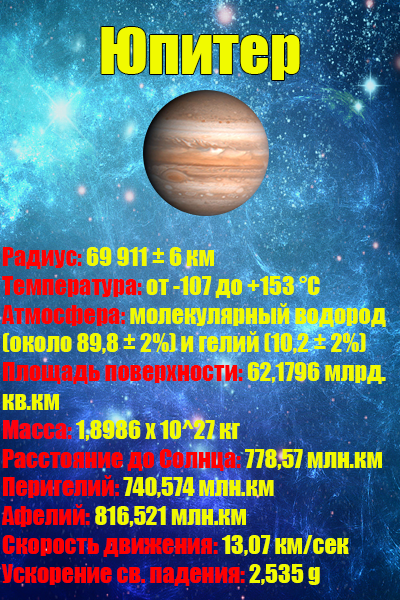 Юпитер
Радиус: 69 911 ± 6 км
Температура: от -107 до +153 °C
Атмосфера: молекулярный водород
(около 89,8 ± 2%) и гелий (10,2 ± 2%)
Площадь поверхности: 62,1796 млрд.
кв.км
Масса: 1,8986 x 10^27 кг
Расстояние до Солнца: 778,57 млн.км
Перигелий: 740,574 млн.км
Афелий: 816,521 млн.км
Скорость движения: 13,07 км/сек
Ускорение св. падения: 2,535 g